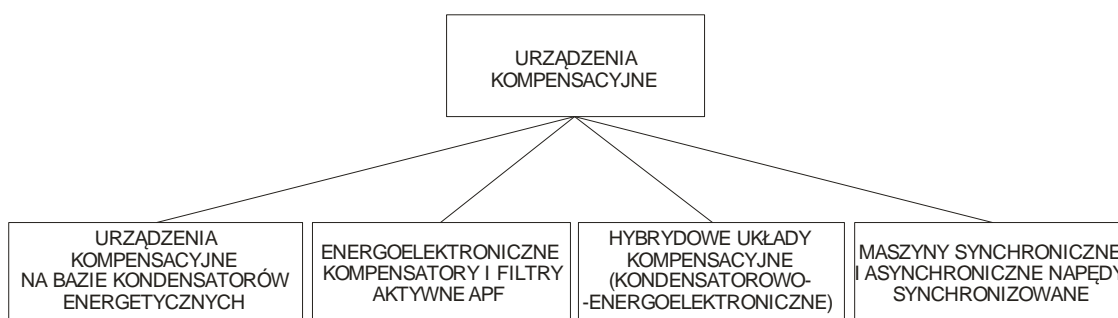 URZĄDZENIA
KOMPENSACYJNE
URZĄDZENIA
KOMPENSACYJNE
NA BAZIE KONDENSATORÓW
ENERGETYCZNYCH
ENERGOELEKTRONICZNE
KOMPENSATORY I FILTRY
AKTYWNE APF
HYBRYDOWE UKŁADY
KOMPENSACYJNE
(KONDENSATOROWO-
-ENERGOELEKTRONICZNE)
MASZYNY SYNCHRONICZNE
I ASYNCHRONICZNE NAPĘDY
SYNCHRONIZOWANE